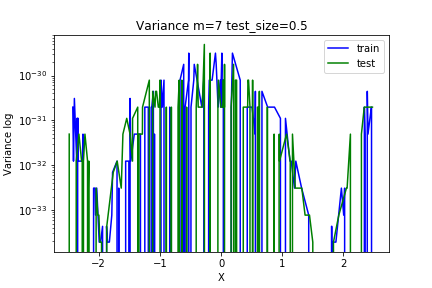 Variance m=7 test_size=0.5
train
test
Variance log
10⁻³⁰
10⁻³¹
10⁻³²
10⁻³³
−2
−1
0
1
2
X